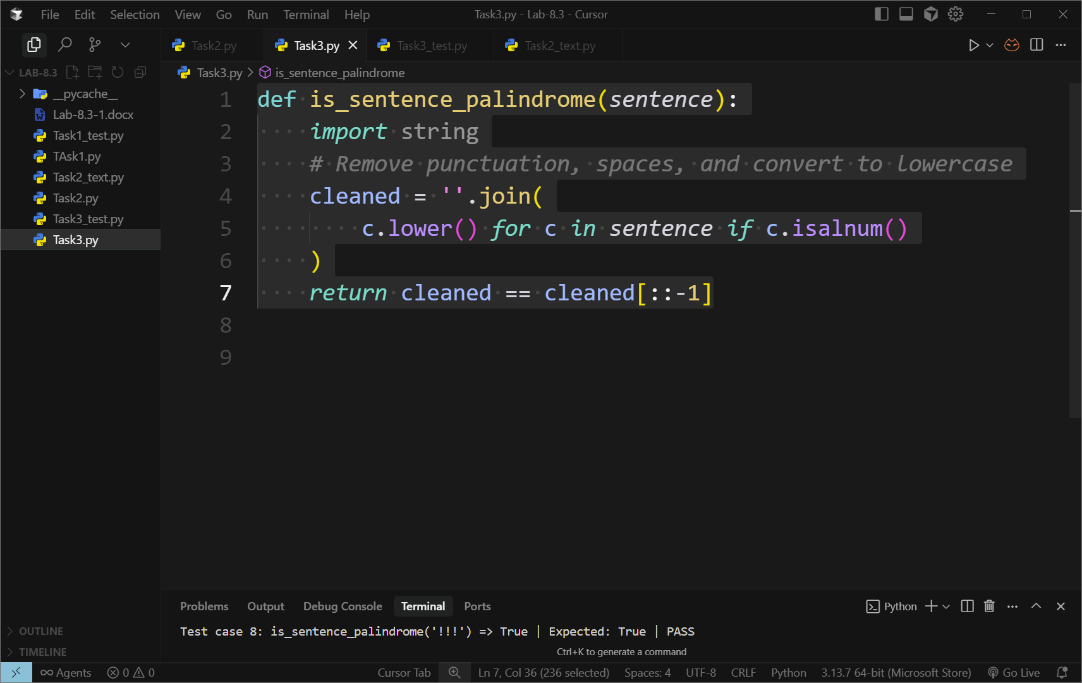 File Edit Selection View Go Run Terminal Help Task3.py - Lab-8.3 - Cursor
Task2.py Task3.py Task3_test.py Task2_text.py
LAB-8.3
__pycache__
Lab-8.3-1.docx
Task1_test.py
TAsk1.py
Task2_text.py
Task2.py
Task3_test.py
Task3.py
OUTLINE
TIMELINE
Task3.py > is_sentence_palindrome
1 def is_sentence_palindrome(sentence):
2 import string
3 # Remove punctuation, spaces, and convert to lowercase
4 cleaned = ''.join(
5 c.lower() for c in sentence if c.isalnum()
6 )
7 return cleaned == cleaned[::-1]
8
9
Problems Output Debug Console Terminal Ports Python
Test case 8: is_sentence_palindrome('!!!') => True | Expected: True | PASS
Ctrl+K to generate a command
Agents 0 0 Cursor Tab Ln 7, Col 36 (236 selected) Spaces: 4 UTF-8 CRLF Python 3.13.7 64-bit (Microsoft Store) Go Live